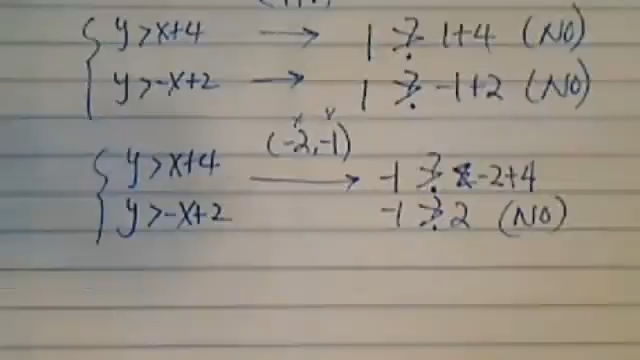 { y>x+4 → 1 >? 1+4 (NO)
y>-x+2 → 1 >? -1+2 (NO)
x y
(-2,-1)
{ y>x+4 → -1 >? -2+4
y>-x+2 -1 >? 2 (NO)